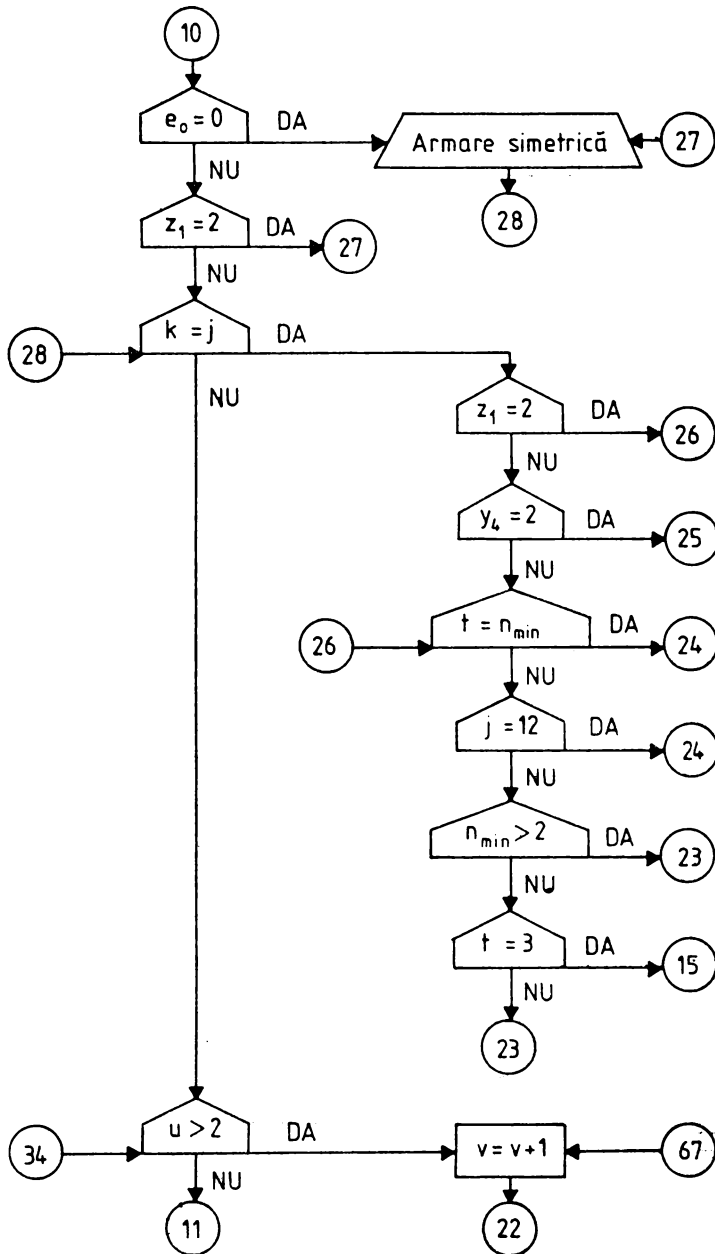 10
e₀ = 0 DA
Armare simetrică
27
NU
28
z₁ = 2 DA
27
NU
28
k = j DA
NU
z₁ = 2 DA
26
NU
y₄ = 2 DA
25
NU
26
t = n_min DA
24
NU
j = 12 DA
24
NU
n_min > 2 DA
23
NU
t = 3 DA
15
NU
23
34
u > 2 DA
v = v + 1
67
NU
11
22